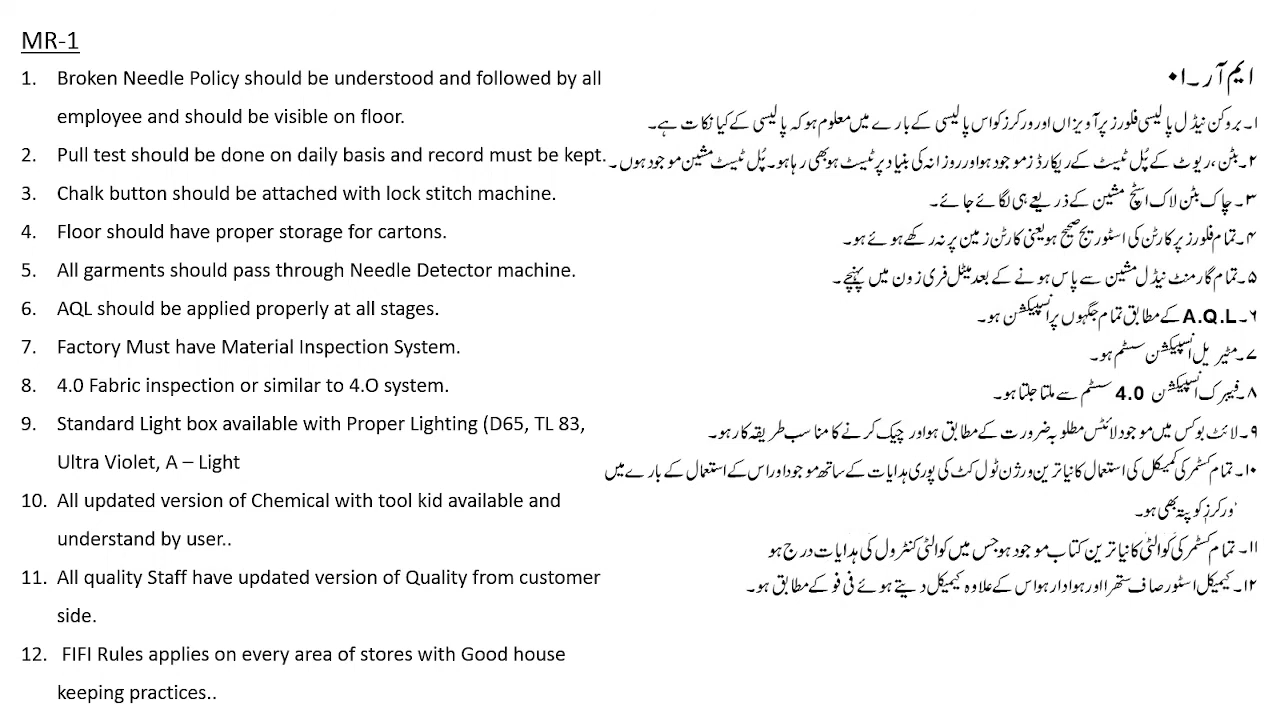 MR-1
1. Broken Needle Policy should be understood and followed by all
employee and should be visible on floor.
2. Pull test should be done on daily basis and record must be kept.
3. Chalk button should be attached with lock stitch machine.
4. Floor should have proper storage for cartons.
5. All garments should pass through Needle Detector machine.
6. AQL should be applied properly at all stages.
7. Factory Must have Material Inspection System.
8. 4.0 Fabric inspection or similar to 4.O system.
9. Standard Light box available with Proper Lighting (D65, TL 83,
Ultra Violet, A – Light
10. All updated version of Chemical with tool kid available and
understand by user..
11. All quality Staff have updated version of Quality from customer
side.
12. FIFI Rules applies on every area of stores with Good house
keeping practices..
ایم آر ۔۰۱
۱۔ بروکن نیڈل پالیسی فلورز پر آویزاں اور ورکرز کو اس پالیسی کے بارے میں معلوم ہو کہ پالیسی کے کیا نکات ہے۔
۲۔ بٹن ،ریوٹ کے پُل ٹیسٹ کے ریکارڈز موجود ہو اور روزانہ کی بنیاد پر ٹیسٹ ہو بھی رہا ہو۔ پُل ٹیسٹ مشین موجود ہوں۔
۳۔ چاک بٹن لاک اسٹچ مشین کے ذریعے ہی لگائے جائے۔
۴۔ تمام فلورز پر کارٹن کی اسٹوریج صحیح ہو یعنی کارٹن زمین پر نہ رکھے ہوئے ہو۔
۵۔ تمام گارمنٹ نیڈل مشین سے پاس ہونے کے بعد میٹل فری زون میں پہنچے۔
۶۔ A.Q.L کے مطابق تمام جگہوں پر انسپیکشن ہو۔
۷۔ مٹیریل انسپیکشن سسٹم ہو۔
۸۔ فیبرک انسپیکشن 4.0 سسٹم سے ملتا جلتا ہو۔
۹۔ لائٹ بوکس میں موجود لائٹس مطلوبہ ضرورت کے مطابق ہو اور چیک کرنے کا مناسب طریقہ کار ہو۔
۱۰۔ تمام کسٹمر کی کمیکل کی استعمال کا نیا ترین ورژن ٹول کٹ کی پوری ہدایات کے ساتھ موجود اور اس کے استعمال کے بارے میں
ورکرز کو پتہ بھی ہو۔
۱۱۔ تمام کسٹمر کی کوالٹی کا نیا ترین کتاب موجود ہو جس میں کوالٹی کنٹرول کی ہدایات درج ہو
۱۲۔ کیمیکل اسٹور صاف ستھرا اور ہوادار ہو اس کے علاوہ کیمیکل دیتے ہوئے فی فو کے مطابق ہو۔